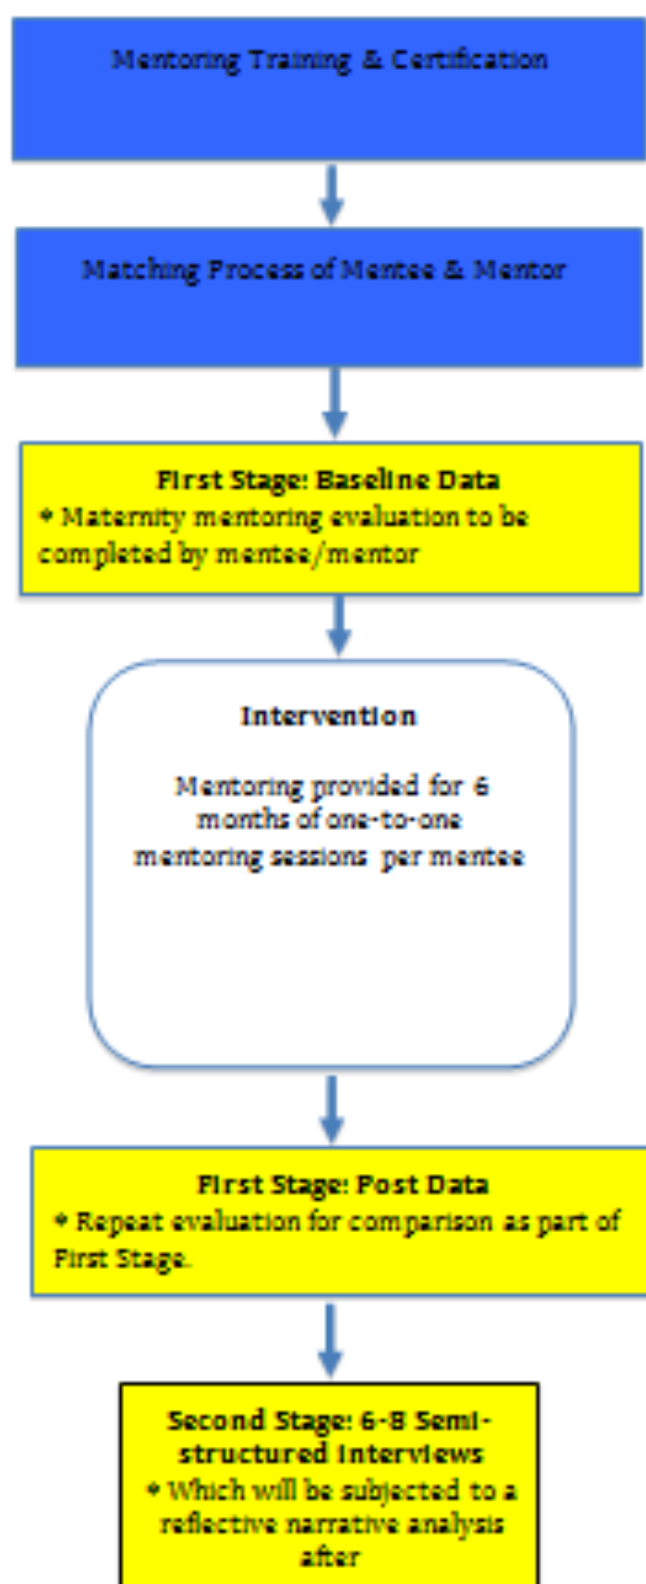 Mentoring Training & Certification
Matching Process of Mentee & Mentor
First Stage: Baseline Data
* Maternity mentoring evaluation to be
completed by mentee/mentor
Intervention
Mentoring provided for 6
months of one-to-one
mentoring sessions per mentee
First Stage: Post Data
* Repeat evaluation for comparison as part of
First Stage.
Second Stage: 6-8 Semi-
structured interviews
* Which will be subjected to a
reflective narrative analysis
after